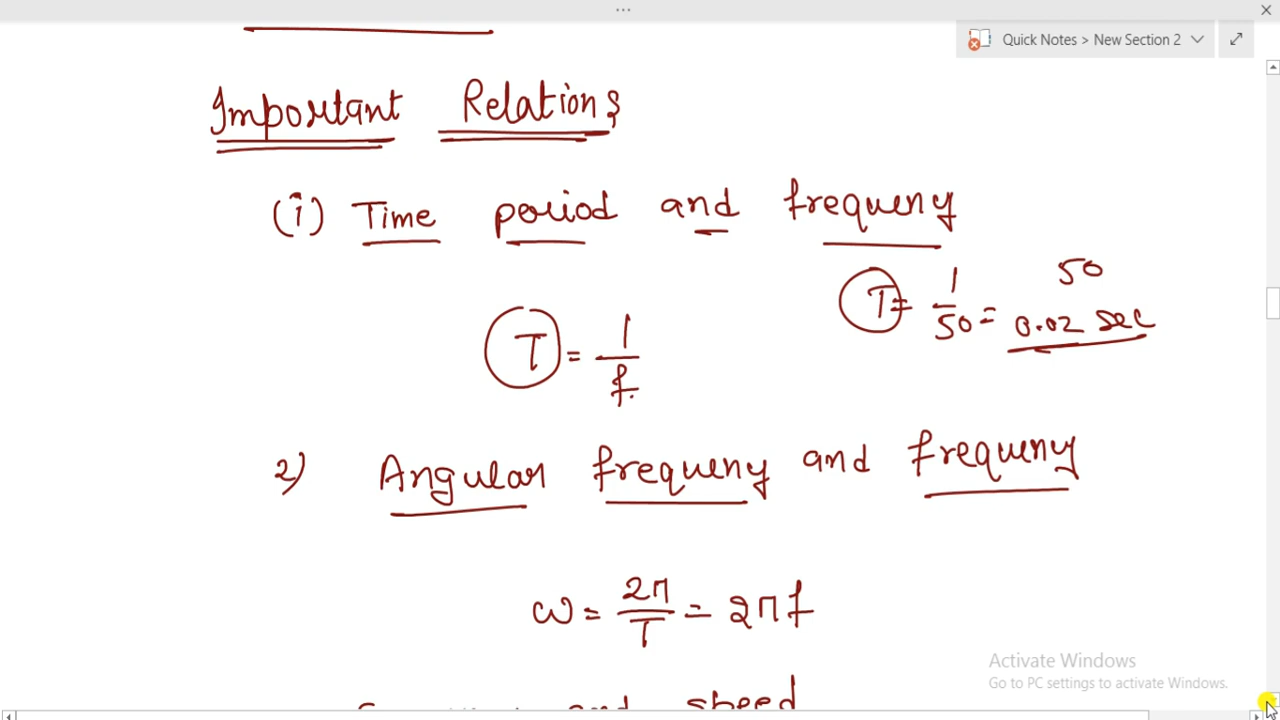 ...
Quick Notes > New Section 2
Important Relations
(i) Time period and frequeny
T = 1/50 = 0.02 sec
50
T = 1/f
2) Angular frequeny and frequeny
ω = 2π/T = 2πf
and speed
Activate Windows
Go to PC settings to activate Windows.